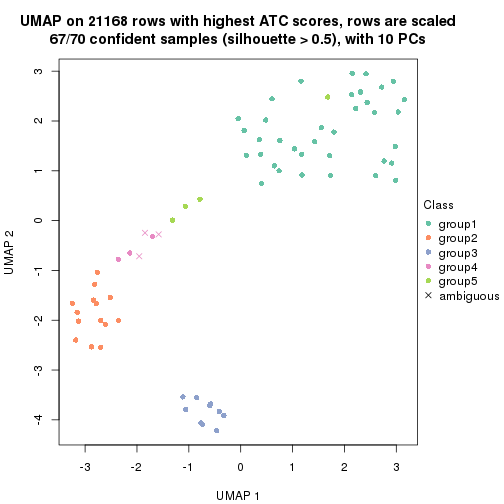 UMAP on 21168 rows with highest ATC scores, rows are scaled
67/70 confident samples (silhouette > 0.5), with 10 PCs
3
2
1
0
-1
-2
-3
-4
UMAP 2
-3
-2
-1
0
1
2
3
UMAP 1
Class
group1
group2
group3
group4
group5
ambiguous